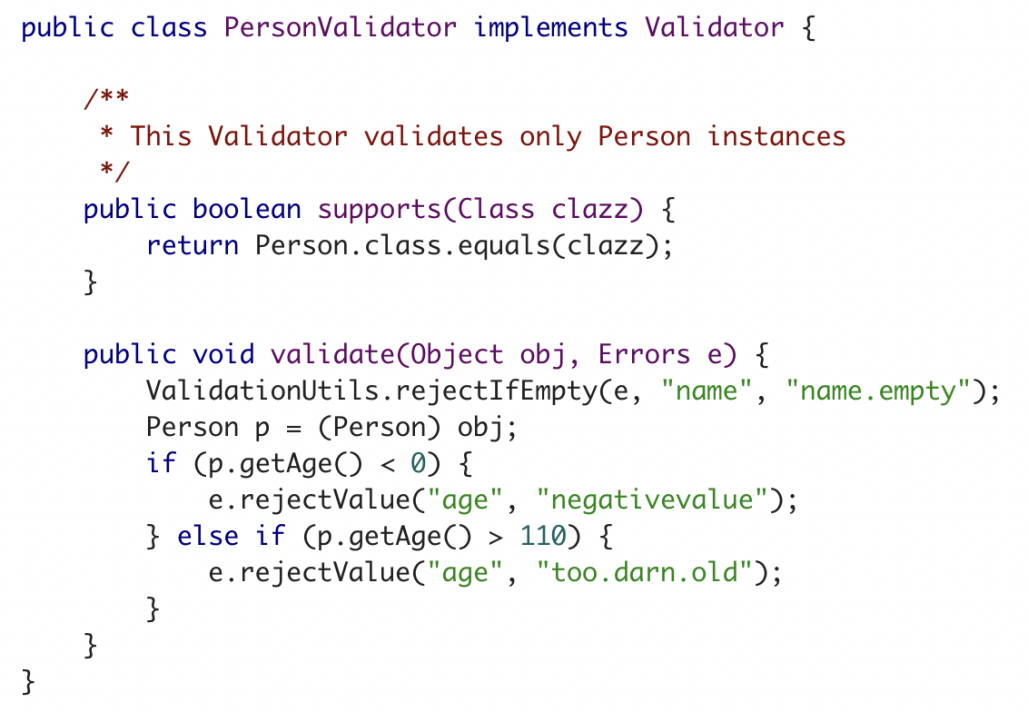 public class PersonValidator implements Validator {
/**
* This Validator validates only Person instances
*/
public boolean supports(Class clazz) {
return Person.class.equals(clazz);
}
public void validate(Object obj, Errors e) {
ValidationUtils.rejectIfEmpty(e, "name", "name.empty");
Person p = (Person) obj;
if (p.getAge() < 0) {
e.rejectValue("age", "negativevalue");
} else if (p.getAge() > 110) {
e.rejectValue("age", "too.darn.old");
}
}
}